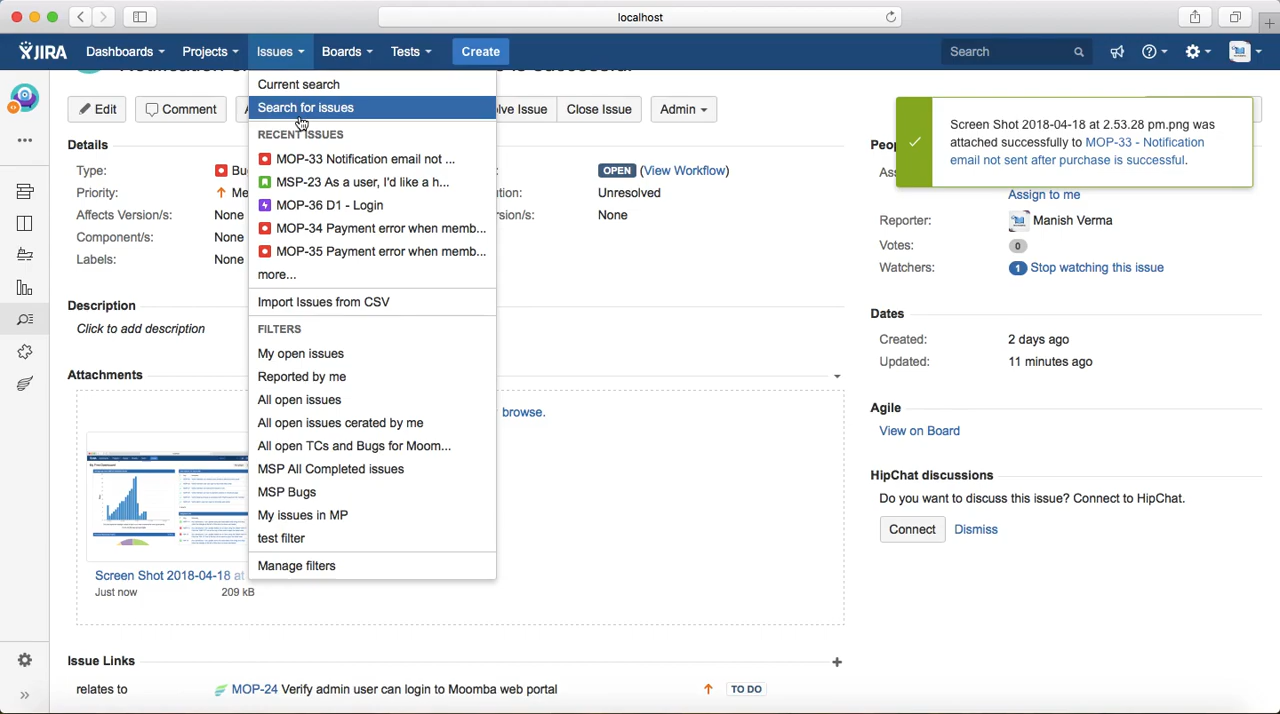 localhost
JIRA Dashboards Projects Issues Boards Tests Create Search
Edit Comment
Close Issue Admin
Details
Type:
Priority:
Affects Version/s: None
Component/s: None
Labels: None
OPEN (View Workflow)
Unresolved
None
Description
Click to add description
Attachments
browse.
Screen Shot 2018-04-18 at
Just now 209 kB
Issue Links
relates to MOP-24 Verify admin user can login to Moomba web portal TO DO
Current search
Search for issues
RECENT ISSUES
MOP-33 Notification email not ...
MSP-23 As a user, I'd like a h...
MOP-36 D1 - Login
MOP-34 Payment error when memb...
MOP-35 Payment error when memb...
more...
Import Issues from CSV
FILTERS
My open issues
Reported by me
All open issues
All open issues cerated by me
All open TCs and Bugs for Moom...
MSP All Completed issues
MSP Bugs
My issues in MP
test filter
Manage filters
Screen Shot 2018-04-18 at 2.53.28 pm.png was
attached successfully to MOP-33 - Notification
email not sent after purchase is successful.
Assign to me
Reporter: Manish Verma
Votes: 0
Watchers: 1 Stop watching this issue
Dates
Created: 2 days ago
Updated: 11 minutes ago
Agile
View on Board
HipChat discussions
Do you want to discuss this issue? Connect to HipChat.
Connect Dismiss